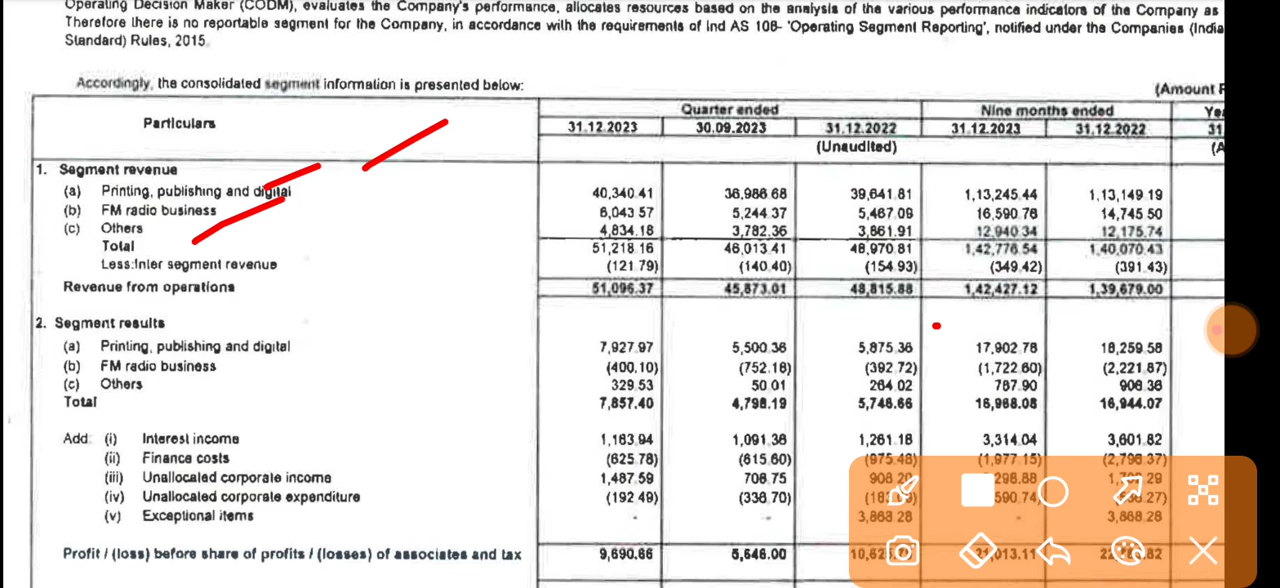 Operating Decision Maker (CODM), evaluates the Company's performance, allocates resources based on the analysis of the various performance indicators of the Company as
Therefore there is no reportable segment for the Company, in accordance with the requirements of Ind AS 108- 'Operating Segment Reporting', notified under the Companies (India
Standard) Rules, 2015.
Accordingly, the consolidated segment information is presented below:
(Amount
Particulars Quarter ended Nine months ended
31.12.2023 30.09.2023 31.12.2022 31.12.2023 31.12.2022 31
(Unaudited) (A
1. Segment revenue
(a) Printing, publishing and digital 40,340.41 36,986.68 39,641.81 1,13,245.44 1,13,149.19
(b) FM radio business 6,043.57 5,244.37 5,467.09 16,590.76 14,745.50
(c) Others 4,834.18 3,782.36 3,861.91 12,940.34 12,175.74
Total 51,218.16 46,013.41 48,970.81 1,42,776.54 1,40,070.43
Less:Inter segment revenue (121.79) (140.40) (154.93) (349.42) (391.43)
Revenue from operations 51,096.37 45,873.01 48,815.88 1,42,427.12 1,39,679.00
2. Segment results
(a) Printing, publishing and digital 7,927.97 5,500.36 5,875.36 17,902.78 18,259.58
(b) FM radio business (400.10) (752.18) (392.72) (1,722.60) (2,221.87)
(c) Others 329.53 50.01 264.02 787.90 906.36
Total 7,857.40 4,798.19 5,746.66 16,968.08 16,944.07
Add: (i) Interest income 1,163.94 1,091.36 1,261.18 3,314.04 3,601.82
(ii) Finance costs (625.78) (615.60) (975.48) (1,977.15) (2,796.37)
(iii) Unallocated corporate income 1,487.59 708.75
(iv) Unallocated corporate expenditure (192.49) (336.70)
(v) Exceptional items - - 3,868.28 - 3,868.28
Profit / (loss) before share of profits / (losses) of associates and tax 9,690.66 5,646.00